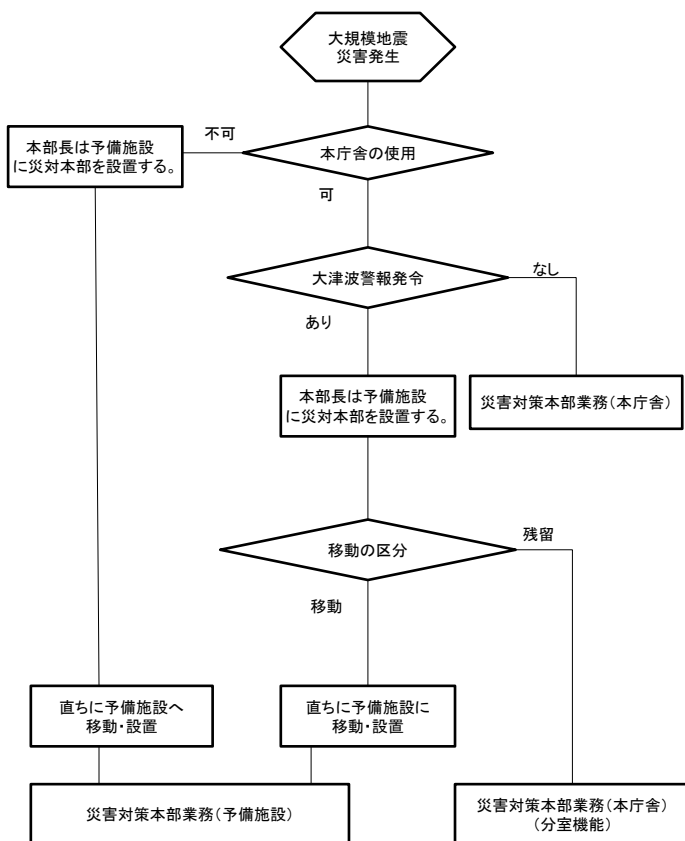 大規模地震
災害発生
不可
本部長は予備施設
に災対本部を設置する。
本庁舎の使用
可
大津波警報発令
なし
あり
本部長は予備施設
に災対本部を設置する。
災害対策本部業務(本庁舎)
移動の区分
残留
移動
直ちに予備施設へ
移動・設置
直ちに予備施設に
移動・設置
災害対策本部業務(予備施設)
災害対策本部業務(本庁舎)
(分室機能)